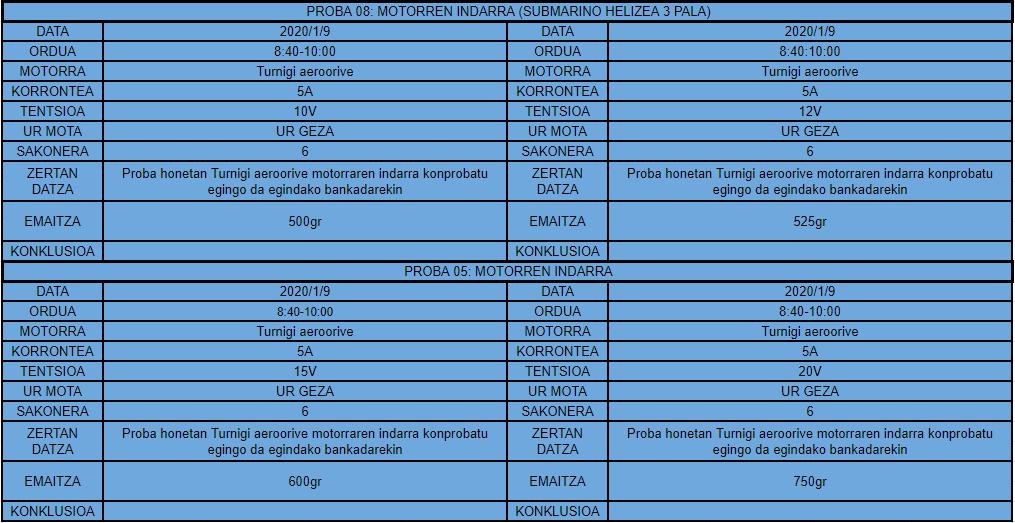 PROBA 08: MOTORREN INDARRA (SUBMARINO HELIZEA 3 PALA)
DATA 2020/1/9 DATA 2020/1/9
ORDUA 8:40-10:00 ORDUA 8:40:10:00
MOTORRA Turnigi aeroorive MOTORRA Turnigi aeroorive
KORRONTEA 5A KORRONTEA 5A
TENTSIOA 10V TENTSIOA 12V
UR MOTA UR GEZA UR MOTA UR GEZA
SAKONERA 6 SAKONERA 6
ZERTAN Proba honetan Turnigi aeroorive motorraren indarra konprobatu ZERTAN Proba honetan Turnigi aeroorive motorraren indarra konprobatu
DATZA egingo da egindako bankadarekin DATZA egingo da egindako bankadarekin
EMAITZA 500gr EMAITZA 525gr
KONKLUSIOA KONKLUSIOA
PROBA 05: MOTORREN INDARRA
DATA 2020/1/9 DATA 2020/1/9
ORDUA 8:40-10:00 ORDUA 8:40-10:00
MOTORRA Turnigi aeroorive MOTORRA Turnigi aeroorive
KORRONTEA 5A KORRONTEA 5A
TENTSIOA 15V TENTSIOA 20V
UR MOTA UR GEZA UR MOTA UR GEZA
SAKONERA 6 SAKONERA 6
ZERTAN Proba honetan Turnigi aeroorive motorraren indarra konprobatu ZERTAN Proba honetan Turnigi aeroorive motorraren indarra konprobatu
DATZA egingo da egindako bankadarekin DATZA egingo da egindako bankadarekin
EMAITZA 600gr EMAITZA 750gr
KONKLUSIOA KONKLUSIOA